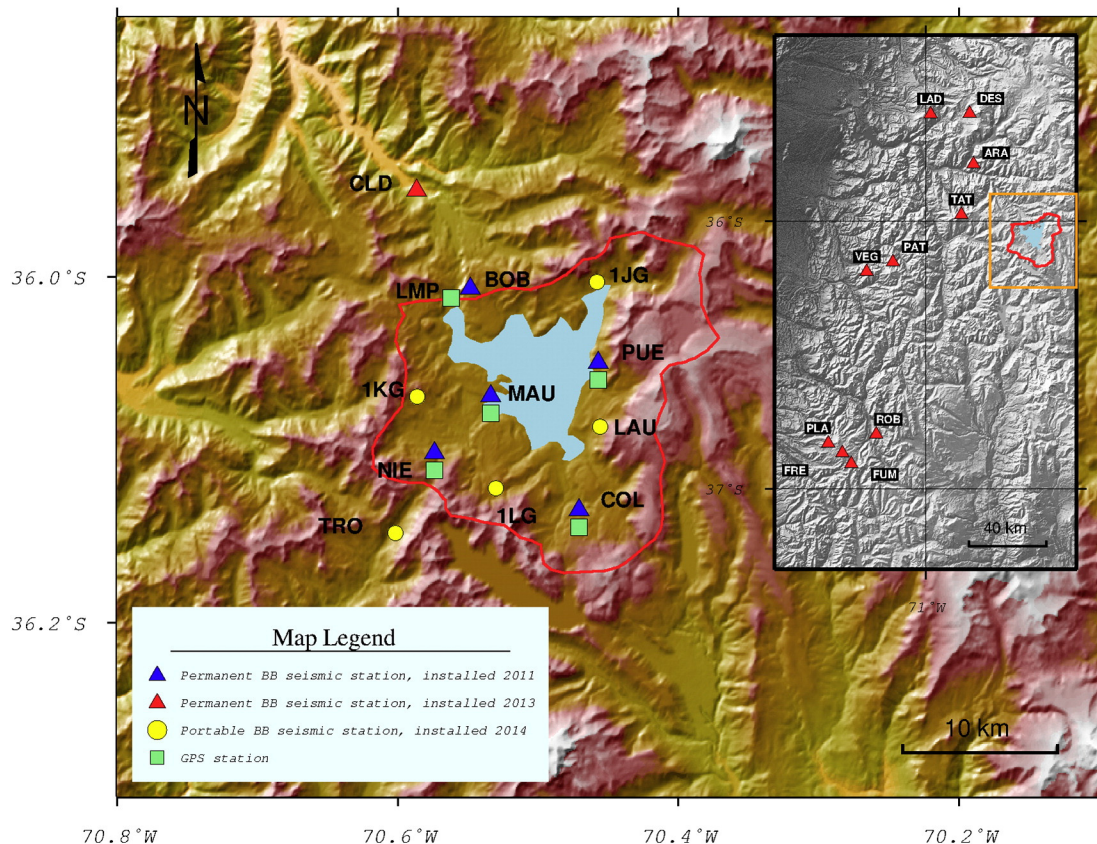 N
CLD
LMP
BOB
1JG
PUE
1KG
MAU
LAU
NIE
COL
1LG
TRO
LAD
DES
ARA
TAT
36°S
VEG
PAT
PLA
ROB
FRE
FUM
37°S
40 km
71°W
36.0°S
36.2°S
Map Legend
Permanent BB seismic station, installed 2011
Permanent BB seismic station, installed 2013
Portable BB seismic station, installed 2014
GPS station
10 km
70.8°W
70.6°W
70.4°W
70.2°W